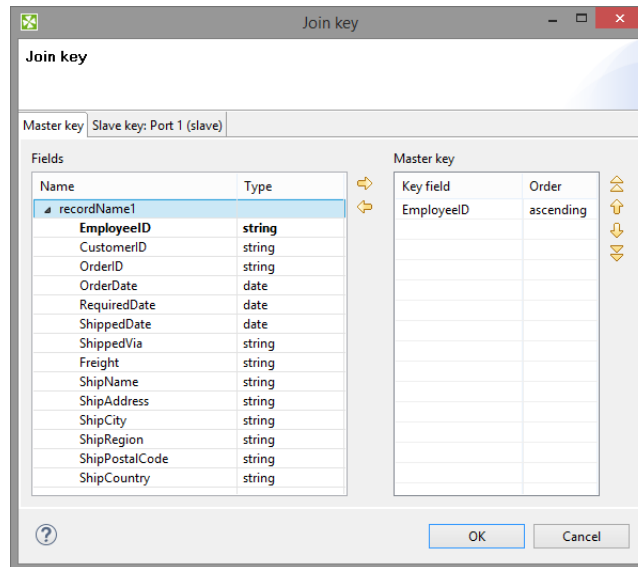 Join key
Join key
Master key Slave key: Port 1 (slave)
Fields
Name Type
recordName1
EmployeeID string
CustomerID string
OrderID string
OrderDate date
RequiredDate date
ShippedDate date
ShippedVia string
Freight string
ShipName string
ShipAddress string
ShipCity string
ShipRegion string
ShipPostalCode string
ShipCountry string
Master key
Key field Order
EmployeeID ascending
OK Cancel